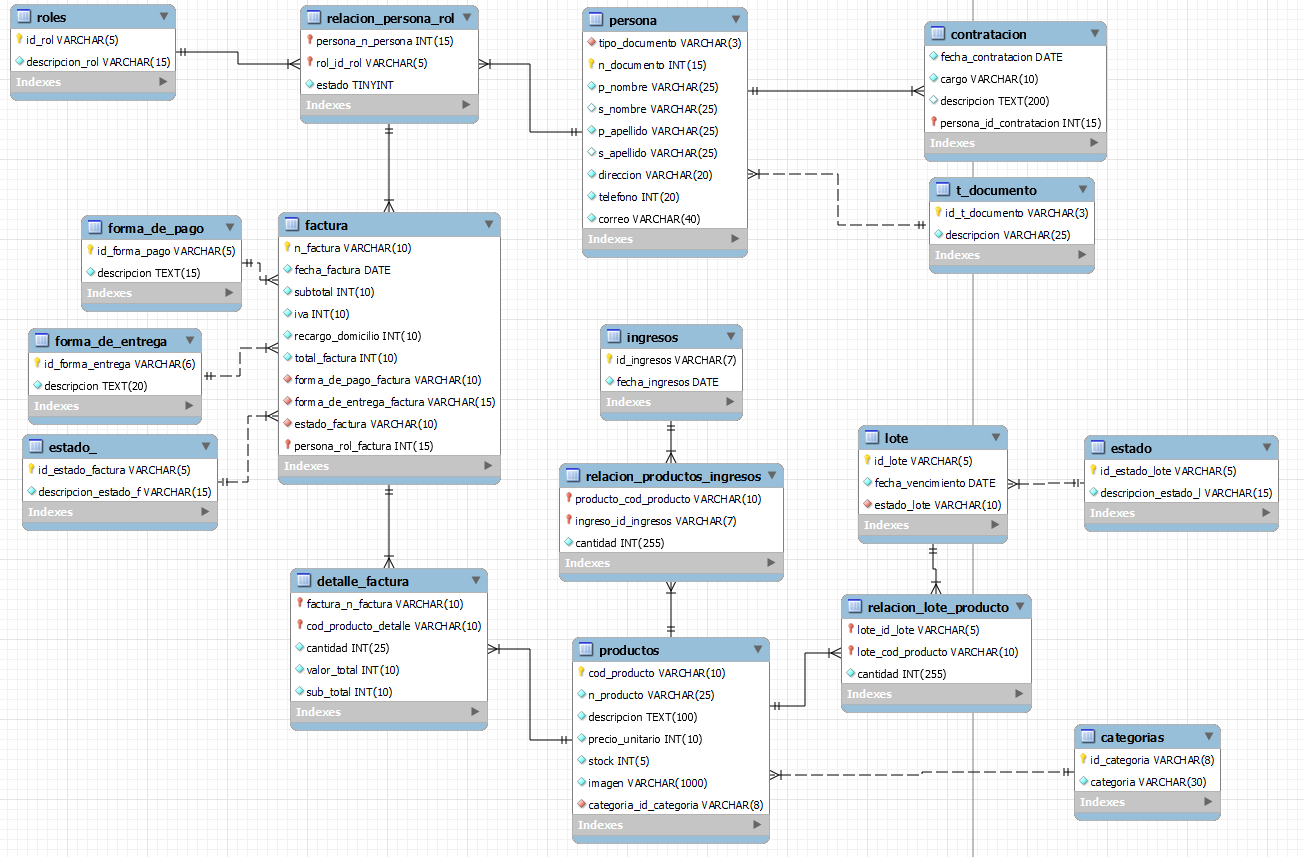 roles
id_rol VARCHAR(5)
descripcion_rol VARCHAR(15)
Indexes
relacion_persona_rol
persona_n_persona INT(15)
rol_id_rol VARCHAR(5)
estado TINYINT
Indexes
persona
tipo_documento VARCHAR(3)
n_documento INT(15)
p_nombre VARCHAR(25)
s_nombre VARCHAR(25)
p_apellido VARCHAR(25)
s_apellido VARCHAR(25)
direccion VARCHAR(20)
telefono INT(20)
correo VARCHAR(40)
Indexes
contratacion
fecha_contratacion DATE
cargo VARCHAR(10)
descripcion TEXT(200)
persona_id_contratacion INT(15)
Indexes
t_documento
id_t_documento VARCHAR(3)
descripcion VARCHAR(25)
Indexes
forma_de_pago
id_forma_pago VARCHAR(5)
descripcion TEXT(15)
Indexes
factura
n_factura VARCHAR(10)
fecha_factura DATE
subtotal INT(10)
iva INT(10)
recargo_domicilio INT(10)
total_factura INT(10)
forma_de_pago_factura VARCHAR(10)
forma_de_entrega_factura VARCHAR(15)
estado_factura VARCHAR(10)
persona_rol_factura INT(15)
Indexes
forma_de_entrega
id_forma_entrega VARCHAR(6)
descripcion TEXT(20)
Indexes
estado_
id_estado_factura VARCHAR(5)
descripcion_estado_f VARCHAR(15)
Indexes
ingresos
id_ingresos VARCHAR(7)
fecha_ingresos DATE
Indexes
relacion_productos_ingresos
producto_cod_producto VARCHAR(10)
ingreso_id_ingresos VARCHAR(7)
cantidad INT(255)
Indexes
lote
id_lote VARCHAR(5)
fecha_vencimiento DATE
estado_lote VARCHAR(10)
Indexes
estado
id_estado_lote VARCHAR(5)
descripcion_estado_l VARCHAR(15)
Indexes
detalle_factura
factura_n_factura VARCHAR(10)
cod_producto_detalle VARCHAR(10)
cantidad INT(25)
valor_total INT(10)
sub_total INT(10)
Indexes
productos
cod_producto VARCHAR(10)
n_producto VARCHAR(25)
descripcion TEXT(100)
precio_unitario INT(10)
stock INT(5)
imagen VARCHAR(1000)
categoria_id_categoria VARCHAR(8)
Indexes
relacion_lote_producto
lote_id_lote VARCHAR(5)
lote_cod_producto VARCHAR(10)
cantidad INT(255)
Indexes
categorias
id_categoria VARCHAR(8)
categoria VARCHAR(30)
Indexes